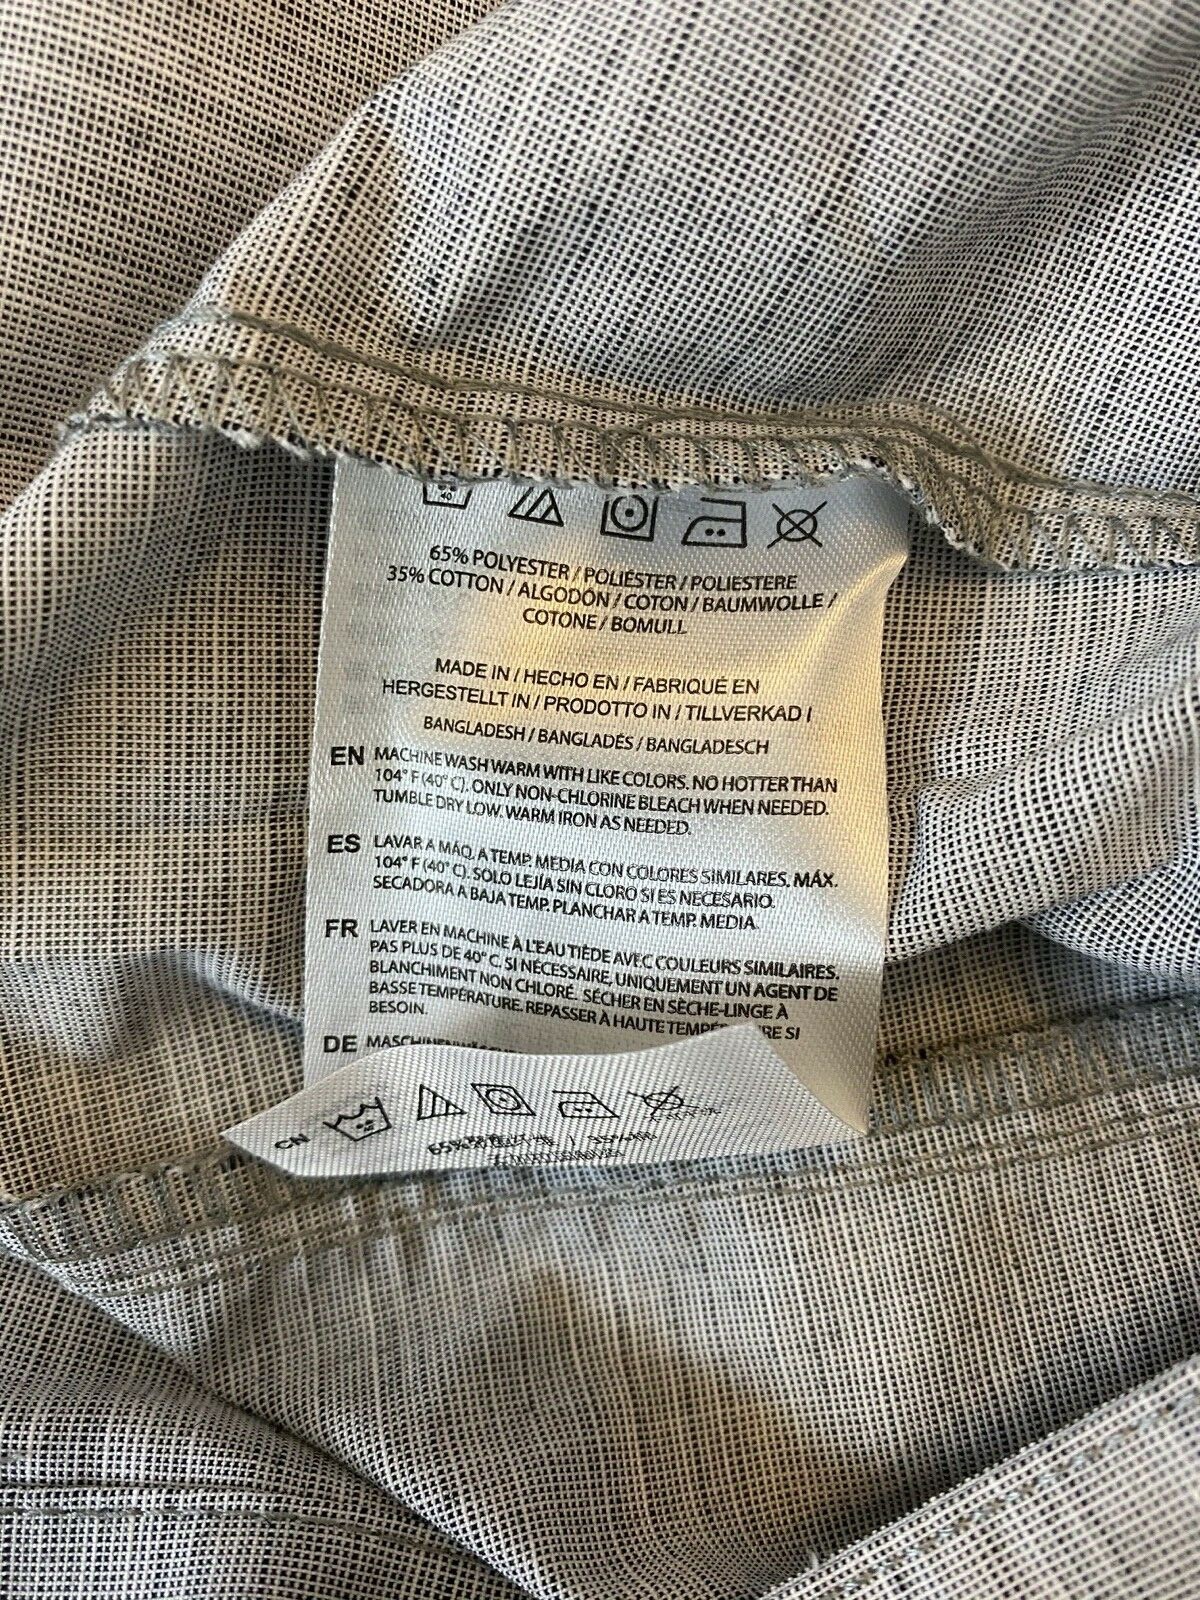 40
65% POLYESTER / POLIÉSTER / POLIESTERE
35% COTTON / ALGODÓN / COTON / BAUMWOLLE /
COTONE / BOMULL
MADE IN / HECHO EN / FABRIQUÉ EN
HERGESTELLT IN / PRODOTTO IN / TILLVERKAD I
BANGLADESH / BANGLADÉS / BANGLADESCH
EN MACHINE WASH WARM WITH LIKE COLORS. NO HOTTER THAN
104° F (40° C). ONLY NON-CHLORINE BLEACH WHEN NEEDED.
TUMBLE DRY LOW. WARM IRON AS NEEDED.
ES LAVAR A MÁQ. A TEMP. MEDIA CON COLORES SIMILARES. MÁX.
104° F (40° C). SOLO LEJÍA SIN CLORO SI ES NECESARIO.
SECADORA A BAJA TEMP. PLANCHAR A TEMP. MEDIA.
FR LAVER EN MACHINE À L'EAU TIÈDE AVEC COULEURS SIMILAIRES.
PAS PLUS DE 40° C. SI NÉCESSAIRE, UNIQUEMENT UN AGENT DE
BLANCHIMENT NON CHLORÉ. SÉCHER EN SÈCHE-LINGE À
BASSE TEMPÉRATURE. REPASSER À HAUTE SI
BESOIN.
DE
CN 40
65% 35%